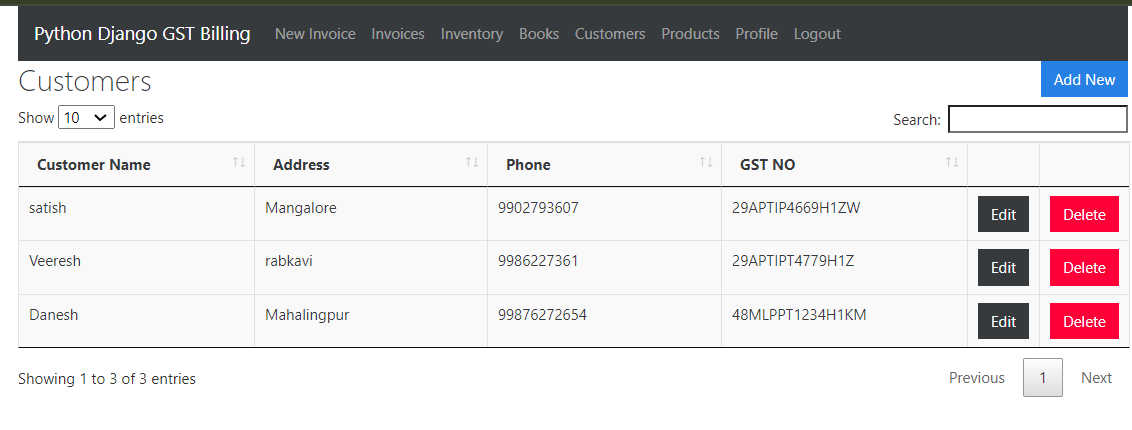 Python Django GST Billing New Invoice Invoices Inventory Books Customers Products Profile Logout
Customers Add New
Show 10 entries Search:
Customer Name Address Phone GST NO
satish Mangalore 9902793607 29APTIP4669H1ZW Edit Delete
Veeresh rabkavi 9986227361 29APTIPT4779H1Z Edit Delete
Danesh Mahalingpur 99876272654 48MLPPT1234H1KM Edit Delete
Showing 1 to 3 of 3 entries Previous 1 Next